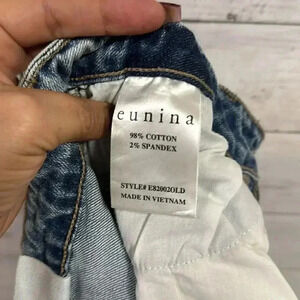 eunina
98% COTTON
2% SPANDEX
STYLE# E82002OLD
MADE IN VIETNAM